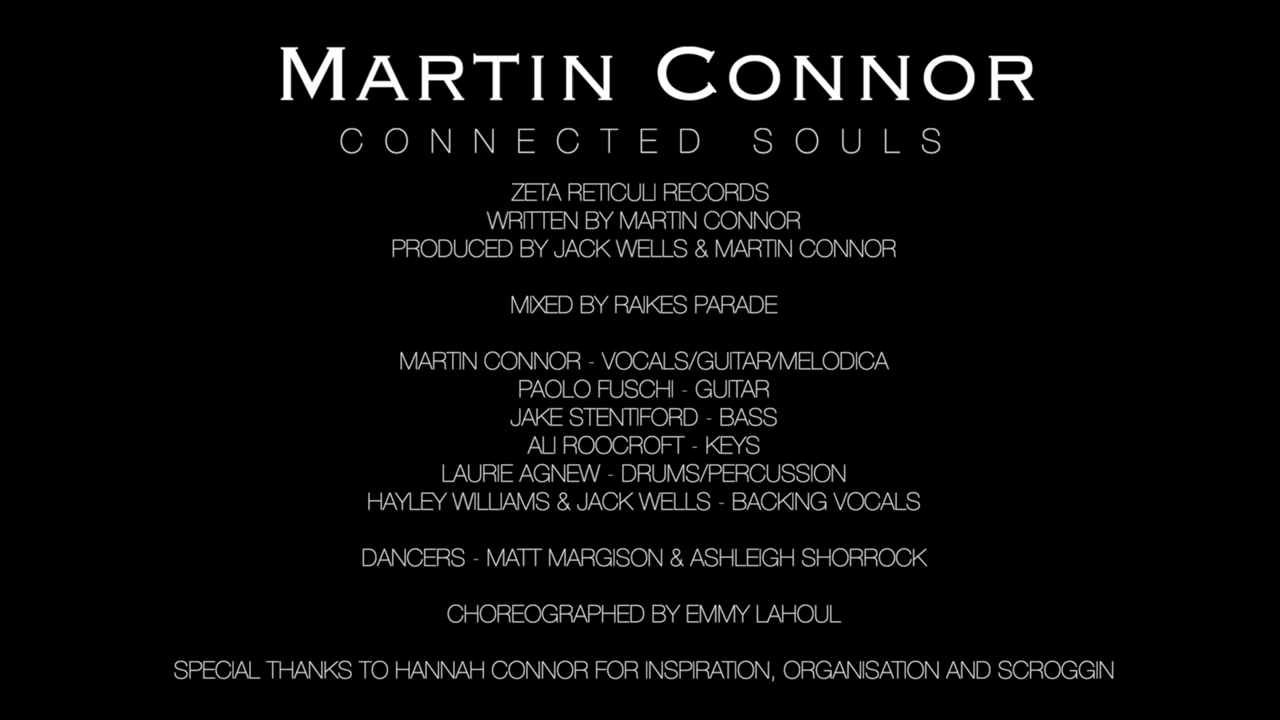 MARTIN CONNOR
CONNECTED SOULS
ZETA RETICULI RECORDS
WRITTEN BY MARTIN CONNOR
PRODUCED BY JACK WELLS & MARTIN CONNOR
MIXED BY RAIKES PARADE
MARTIN CONNOR - VOCALS/GUITAR/MELODICA
PAOLO FUSCHI - GUITAR
JAKE STENTIFORD - BASS
ALI ROOCROFT - KEYS
LAURIE AGNEW - DRUMS/PERCUSSION
HAYLEY WILLIAMS & JACK WELLS - BACKING VOCALS
DANCERS - MATT MARGISON & ASHLEIGH SHORROCK
CHOREOGRAPHED BY EMMY LAHOUL
SPECIAL THANKS TO HANNAH CONNOR FOR INSPIRATION, ORGANISATION AND SCROGGIN